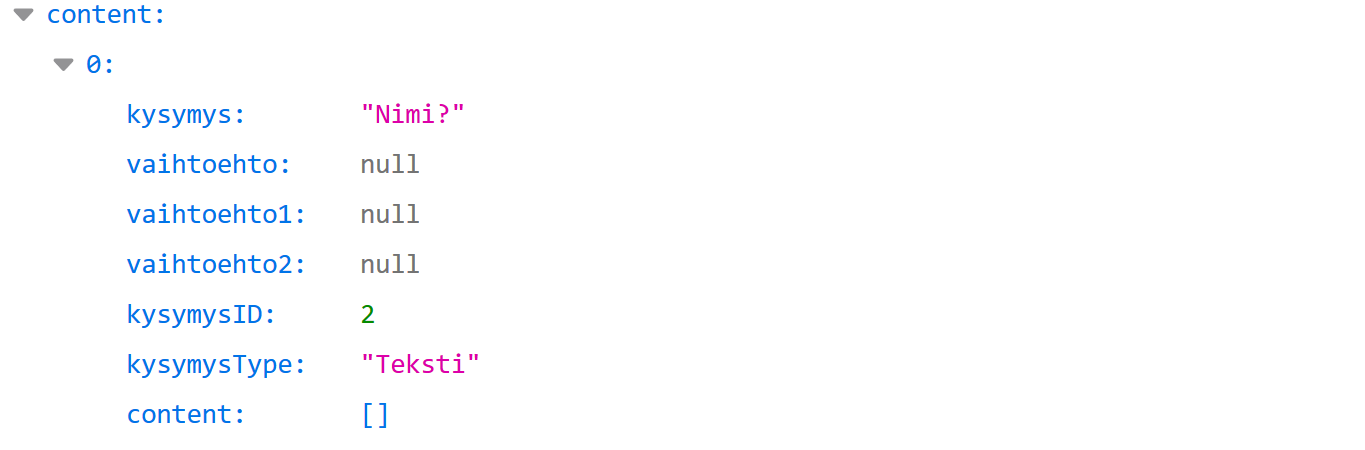 content:
0:
kysymys: "Nimi?"
vaihtoehto: null
vaihtoehto1: null
vaihtoehto2: null
kysymysID: 2
kysymysType: "Teksti"
content: []